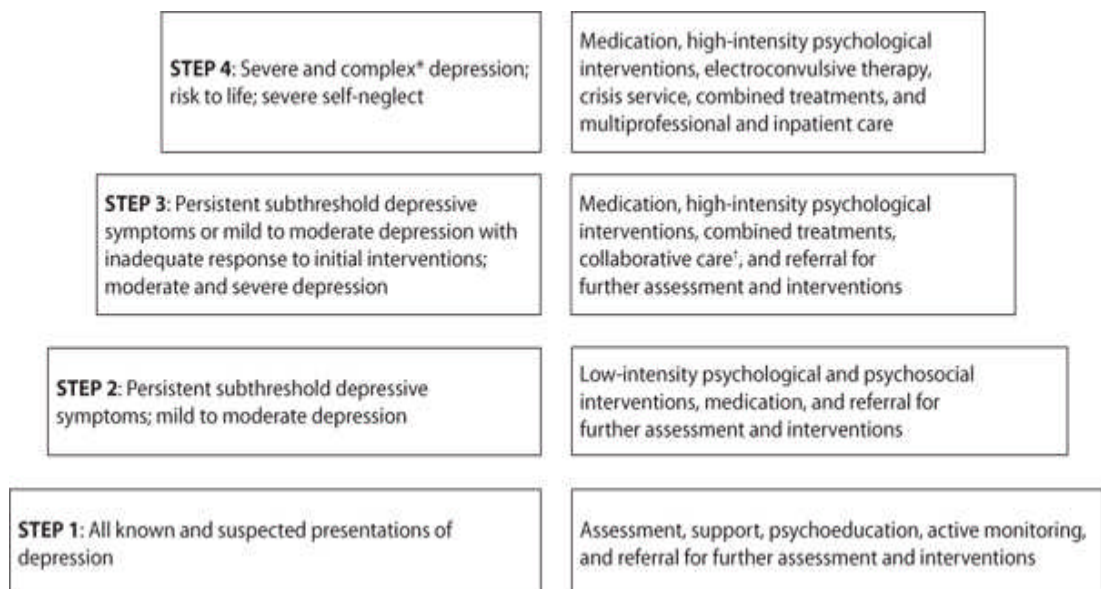 STEP 4: Severe and complex* depression;
risk to life; severe self-neglect
Medication, high-intensity psychological
interventions, electroconvulsive therapy,
crisis service, combined treatments, and
multiprofessional and inpatient care
STEP 3: Persistent subthreshold depressive
symptoms or mild to moderate depression with
inadequate response to initial interventions;
moderate and severe depression
Medication, high-intensity psychological
interventions, combined treatments,
collaborative care†, and referral for
further assessment and interventions
STEP 2: Persistent subthreshold depressive
symptoms; mild to moderate depression
Low-intensity psychological and psychosocial
interventions, medication, and referral for
further assessment and interventions
STEP 1: All known and suspected presentations of
depression
Assessment, support, psychoeducation, active monitoring,
and referral for further assessment and interventions